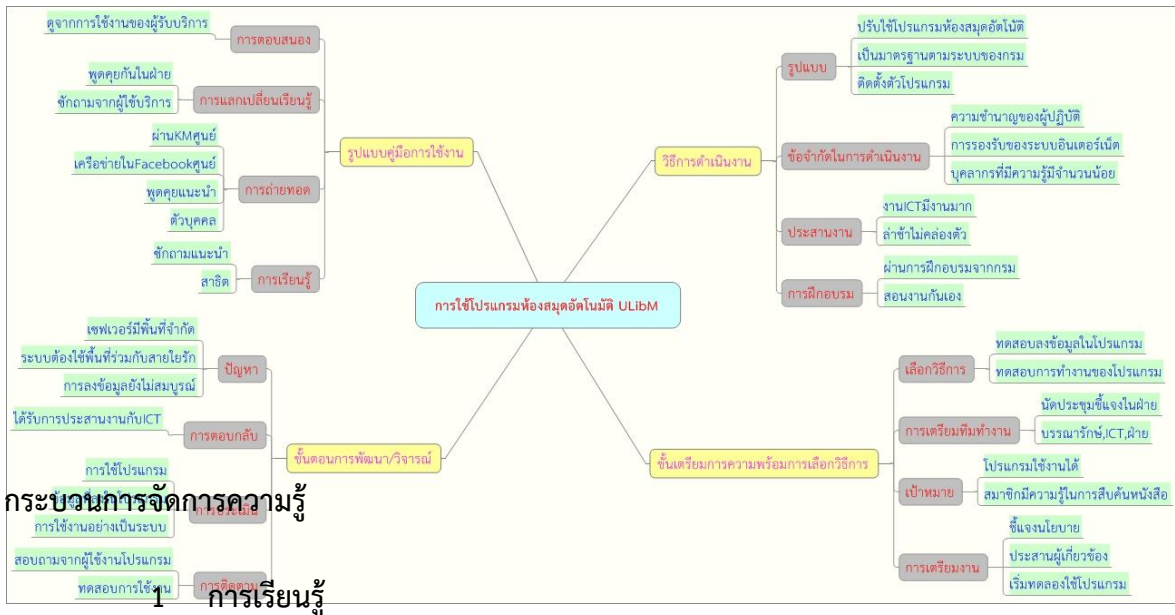 การใช้โปรแกรมห้องสมุดอัตโนมัติ ULibM
รูปแบบคู่มือการใช้งาน
การตอบสนอง
ดูจากการใช้งานของผู้รับบริการ
การแลกเปลี่ยนเรียนรู้
พูดคุยกันในฝ่าย
ซักถามจากผู้ใช้บริการ
การถ่ายทอด
ผ่านKMศูนย์
เครือข่ายในFacebookศูนย์
พูดคุยแนะนำ
ตัวบุคคล
การเรียนรู้
ซักถามแนะนำ
สาธิต
วิธีการดำเนินงาน
รูปแบบ
ปรับใช้โปรแกรมห้องสมุดอัตโนมัติ
เป็นมาตรฐานตามระบบของกรม
ติดตั้งตัวโปรแกรม
ข้อจำกัดในการดำเนินงาน
ความชำนาญของผู้ปฏิบัติ
การรองรับของระบบอินเตอร์เน็ต
บุคลากรที่มีความรู้มีจำนวนน้อย
ประสานงาน
งานICTมีงานมาก
ล่าช้าไม่คล่องตัว
การฝึกอบรม
ผ่านการฝึกอบรมจากกรม
สอนงานกันเอง
ขั้นตอนการพัฒนา/วิจารณ์
ปัญหา
เซฟเวอร์มีพื้นที่จำกัด
ระบบต้องใช้พื้นที่ร่วมกับสายใยรัก
การลงข้อมูลยังไม่สมบูรณ์
การตอบกลับ
ได้รับการประสานงานกับICT
การประเมิน
การใช้โปรแกรม
การใช้งานอย่างเป็นระบบ
การติดตาม
สอบถามจากผู้ใช้งานโปรแกรม
ทดสอบการใช้งาน
ขั้นเตรียมการความพร้อมการเลือกวิธีการ
เลือกวิธีการ
ทดสอบลงข้อมูลในโปรแกรม
ทดสอบการทำงานของโปรแกรม
การเตรียมทีมทำงาน
นัดประชุมชี้แจงในฝ่าย
บรรณารักษ์,ICT,ฝ่าย
เป้าหมาย
โปรแกรมใช้งานได้
สมาชิกมีความรู้ในการสืบค้นหนังสือ
การเตรียมงาน
ชี้แจงนโยบาย
ประสานผู้เกี่ยวข้อง
เริ่มทดลองใช้โปรแกรม
กระบวนการจัดการความรู้
1 การเรียนรู้